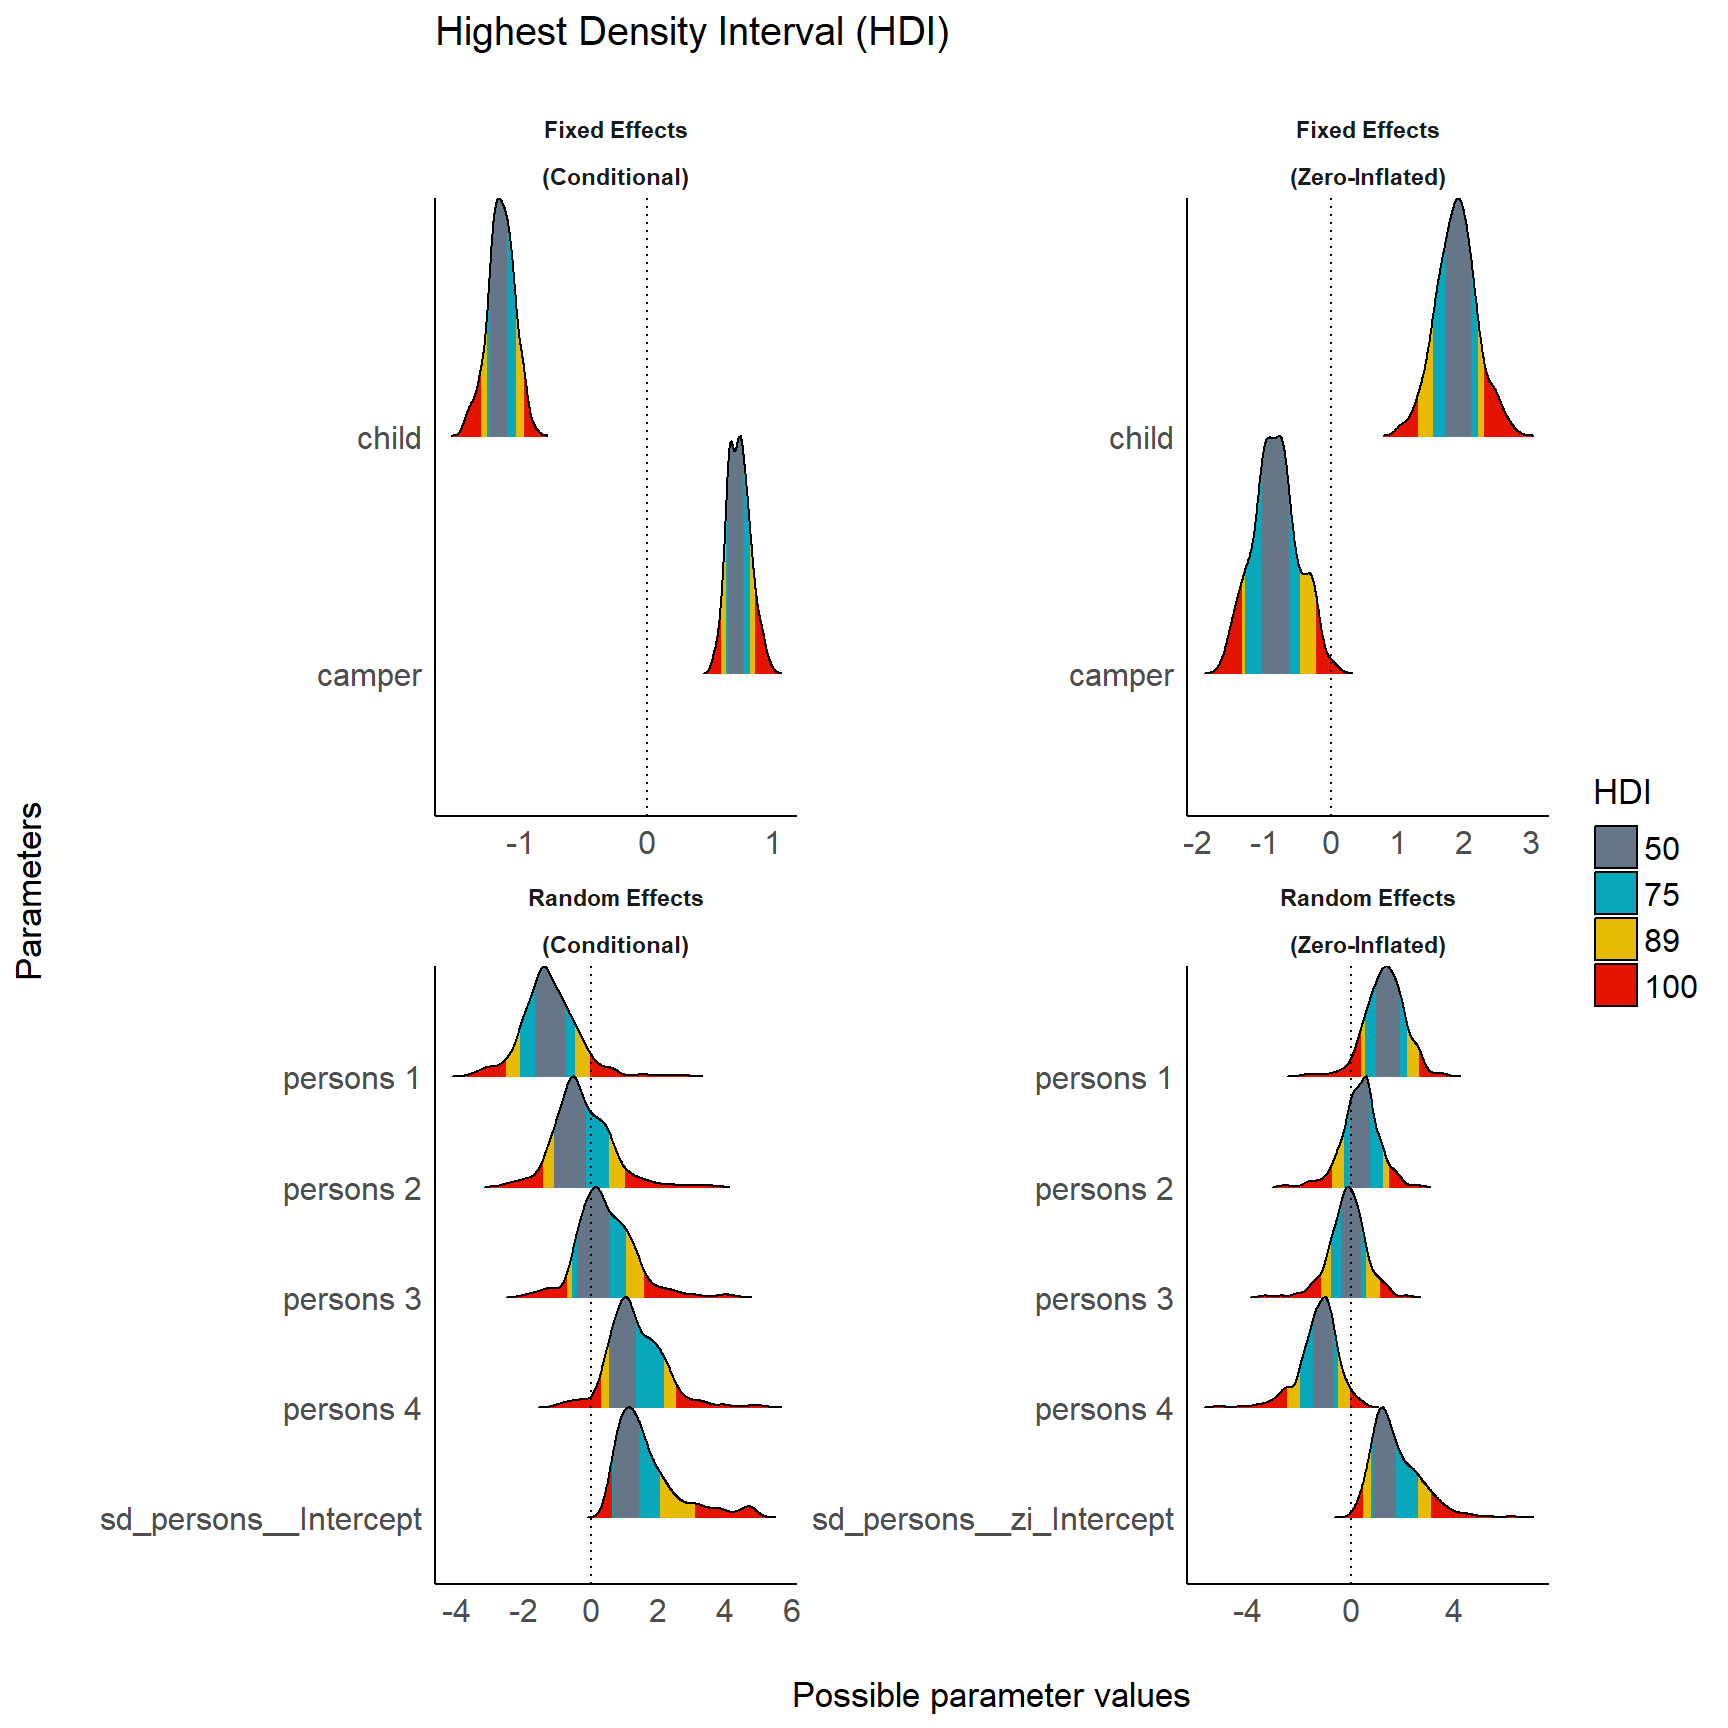 Highest Density Interval (HDI)
Fixed Effects
(Conditional)
Fixed Effects
(Zero-Inflated)
child
camper
-1 0 1
child
camper
-2 -1 0 1 2 3
Parameters
Random Effects
(Conditional)
Random Effects
(Zero-Inflated)
persons 1
persons 2
persons 3
persons 4
sd_persons__Intercept
-4 -2 0 2 4 6
persons 1
persons 2
persons 3
persons 4
sd_persons__zi_Intercept
-4 0 4
Possible parameter values
HDI
50
75
89
100